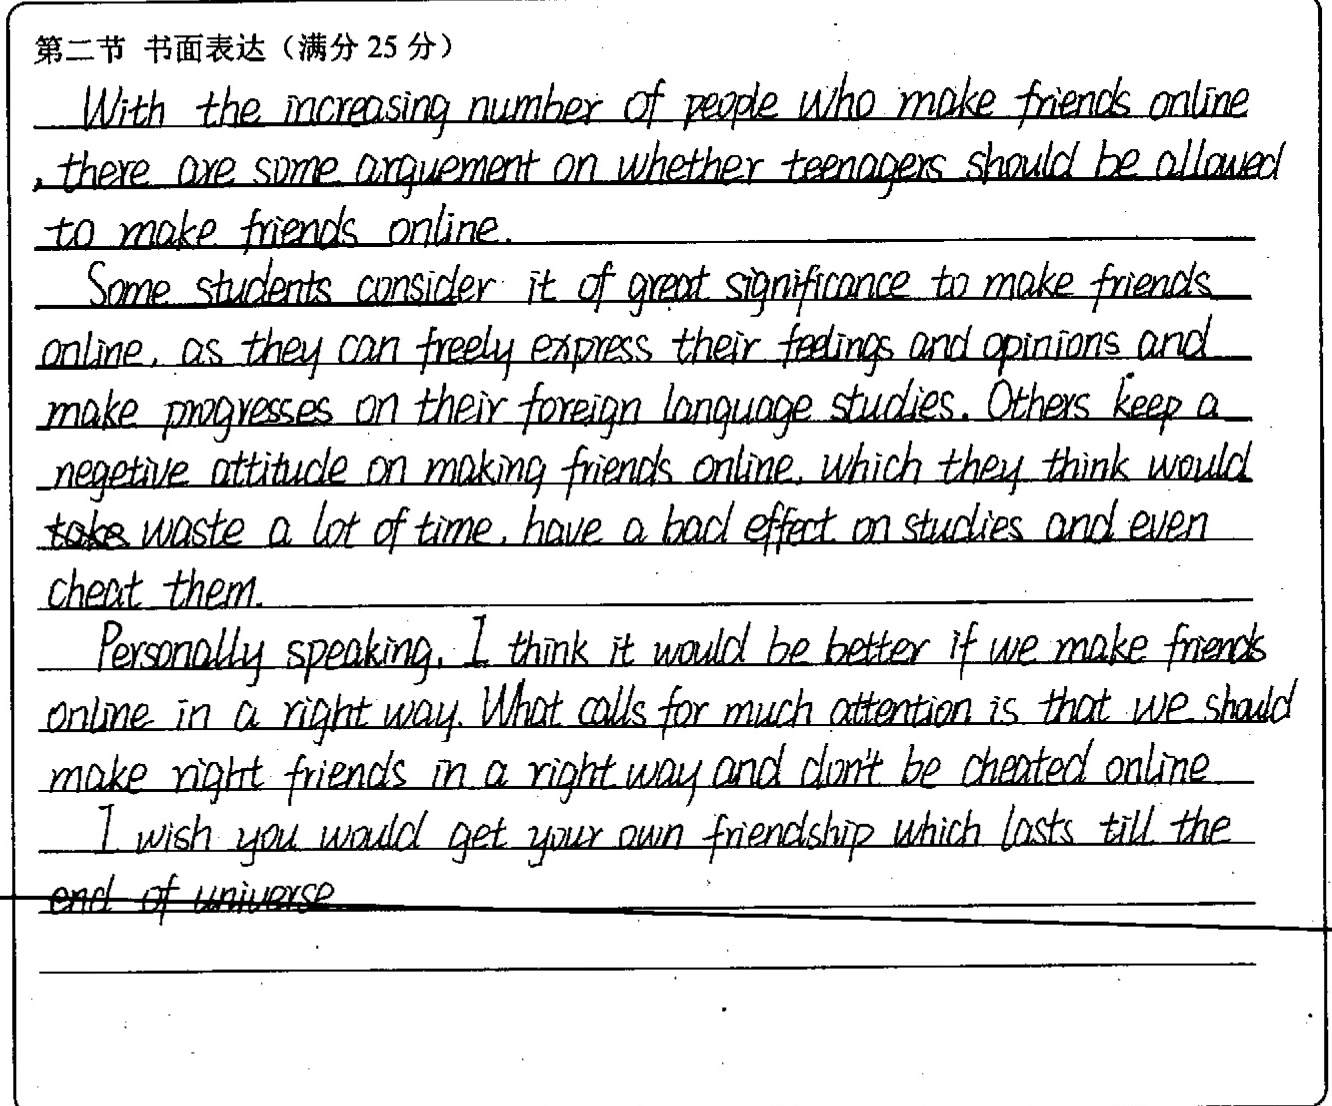 第二节 书面表达（满分 25 分）
With the increasing number of people who make friends online
, there are some arguement on whether teenagers should be allowed
to make friends online.
Some students consider it of great significance to make friends
online, as they can freely express their feelings and opinions and
make progresses on their foreign language studies. Others keep a
negetive attitude on making friends online, which they think would
waste a lot of time, have a bad effect on studies and even
cheat them.
Personally speaking, I think it would be better if we make friends
online in a right way. What calls for much attention is that we should
make right friends in a right way and don't be cheated online
I wish you would get your own friendship which lasts till the
end of universe